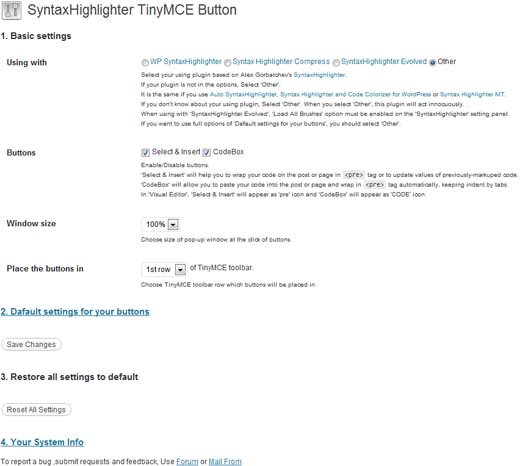 SyntaxHighlighter TinyMCE Button
1. Basic settings
Using with
WP SyntaxHighlighter Syntax Highlighter Compress SyntaxHighlighter Evolved Other
Select your using plugin based on Alex Gorbatchev's SyntaxHighlighter.
If your plugin is not in the options, Select 'Other'.
It is the same if you use Auto SyntaxHighlighter, Syntax Highlighter and Code Colorizer for WordPress or Syntax Highlighter MT.
If you don't know about your using plugin, Select 'Other'. When you select 'Other', this plugin will act innocuously.
When using with 'SyntaxHighlighter Evolved', 'Load All Brushes' option must be enabled on the 'SyntaxHighlighter' setting panel.
If you want to use full options of 'Default settings for your buttons', you should select 'Other'.
Buttons
Select & Insert CodeBox
Enable/Disable buttons.
'Select & Insert' will help you to wrap your code on the post or page in <pre> tag or to update values of previously-markuped code.
'CodeBox' will allow you to paste your code into the post or page and wrap in <pre> tag automatically, keeping indent by tabs.
In 'Visual Editor', 'Select & Insert' will appear as 'pre' icon and 'CodeBox' will appear as 'CODE' icon.
Window size
100%
Choose size of pop-up window at the click of buttons.
Place the buttons in
1st row of TinyMCE toolbar.
Choose TinyMCE toolbar row which buttons will be placed in.
2. Dafault settings for your buttons
Save Changes
3. Restore all settings to default
Reset All Settings
4. Your System Info
To report a bug ,submit requests and feedback, Use Forum or Mail From